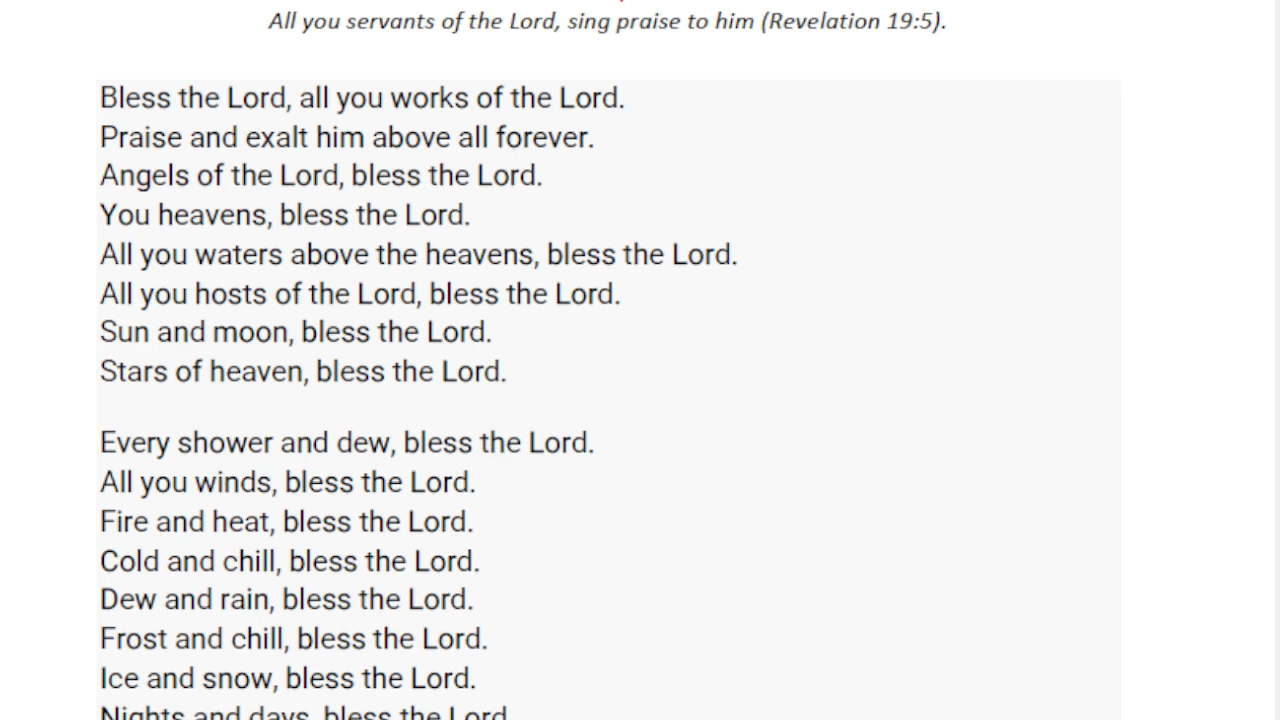 All you servants of the Lord, sing praise to him (Revelation 19:5).
Bless the Lord, all you works of the Lord.
Praise and exalt him above all forever.
Angels of the Lord, bless the Lord.
You heavens, bless the Lord.
All you waters above the heavens, bless the Lord.
All you hosts of the Lord, bless the Lord.
Sun and moon, bless the Lord.
Stars of heaven, bless the Lord.
Every shower and dew, bless the Lord.
All you winds, bless the Lord.
Fire and heat, bless the Lord.
Cold and chill, bless the Lord.
Dew and rain, bless the Lord.
Frost and chill, bless the Lord.
Ice and snow, bless the Lord.
Nights and days, bless the Lord